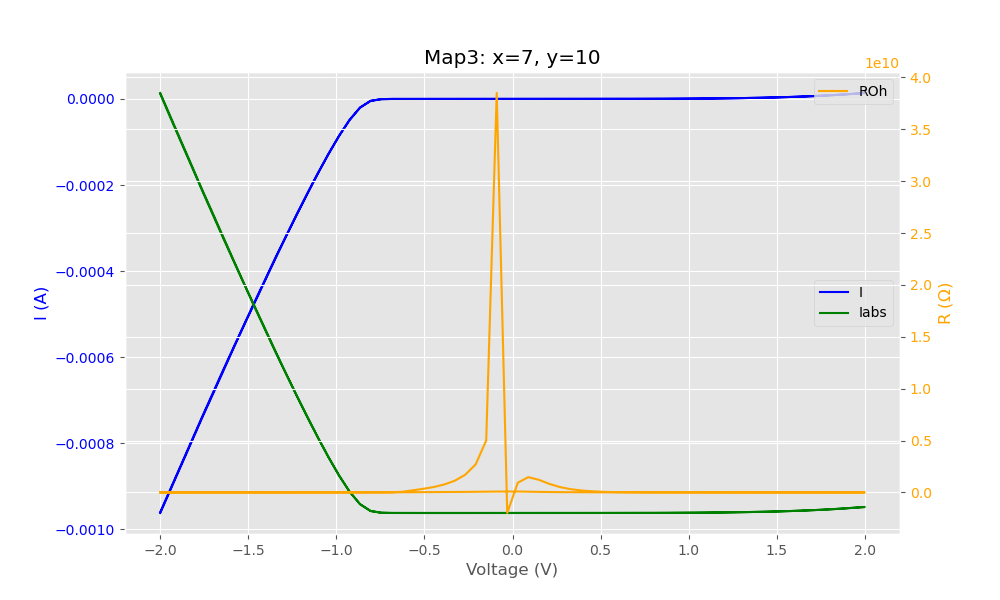 Map3: x=7, y=10
1e10
0.0000
−0.0002
−0.0004
−0.0006
−0.0008
−0.0010
I (A)
ROh
I
Iabs
4.0
3.5
3.0
2.5
2.0
1.5
1.0
0.5
0.0
R (Ω)
−2.0 −1.5 −1.0 −0.5 0.0 0.5 1.0 1.5 2.0
Voltage (V)